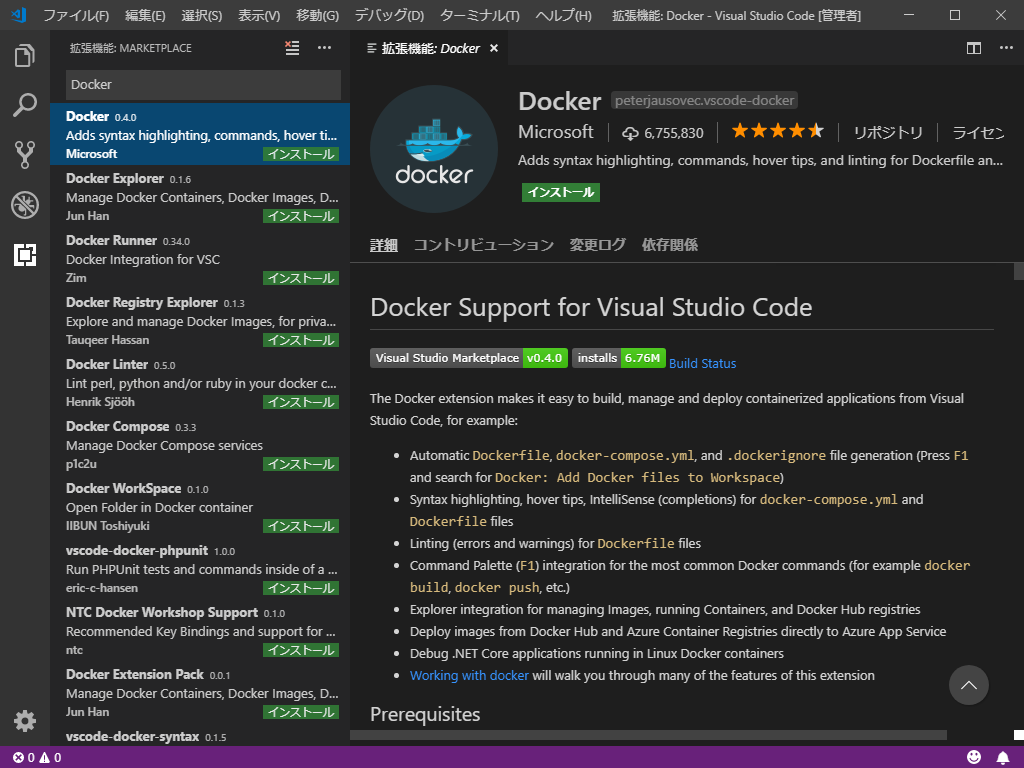 ファイル(F) 編集(E) 選択(S) 表示(V) 移動(G) デバッグ(D) ターミナル(T) ヘルプ(H) 拡張機能: Docker - Visual Studio Code [管理者]
拡張機能: MARKETPLACE
Docker
Docker 0.4.0
Adds syntax highlighting, commands, hover ti...
Microsoft インストール
Docker Explorer 0.1.6
Manage Docker Containers, Docker Images, D...
Jun Han インストール
Docker Runner 0.34.0
Docker Integration for VSC
Zim インストール
Docker Registry Explorer 0.1.3
Explore and manage Docker Images, for priva...
Tauqeer Hassan インストール
Docker Linter 0.5.0
Lint perl, python and/or ruby in your docker c...
Henrik Sjööh インストール
Docker Compose 0.3.3
Manage Docker Compose services
p1c2u インストール
Docker WorkSpace 0.1.0
Open Folder in Docker container
IIBUN Toshiyuki インストール
vscode-docker-phpunit 1.0.0
Run PHPUnit tests and commands inside of a ...
eric-c-hansen インストール
NTC Docker Workshop Support 0.1.0
Recommended Key Bindings and support for ...
ntc インストール
Docker Extension Pack 0.0.1
Manage Docker Containers, Docker Images, D...
Jun Han インストール
vscode-docker-syntax 0.1.5
拡張機能: Docker
docker
Docker peterjausovec.vscode-docker
Microsoft 6,755,830 リポジトリ ライセン
Adds syntax highlighting, commands, hover tips, and linting for Dockerfile an...
インストール
詳細 コントリビューション 変更ログ 依存関係
Docker Support for Visual Studio Code
Visual Studio Marketplace v0.4.0 installs 6.76M Build Status
The Docker extension makes it easy to build, manage and deploy containerized applications from Visual
Studio Code, for example:
• Automatic Dockerfile, docker-compose.yml, and .dockerignore file generation (Press F1
and search for Docker: Add Docker files to Workspace)
• Syntax highlighting, hover tips, IntelliSense (completions) for docker-compose.yml and
Dockerfile files
• Linting (errors and warnings) for Dockerfile files
• Command Palette (F1) integration for the most common Docker commands (for example docker
build, docker push, etc.)
• Explorer integration for managing Images, running Containers, and Docker Hub registries
• Deploy images from Docker Hub and Azure Container Registries directly to Azure App Service
• Debug .NET Core applications running in Linux Docker containers
• Working with docker will walk you through many of the features of this extension
Prerequisites
0 0